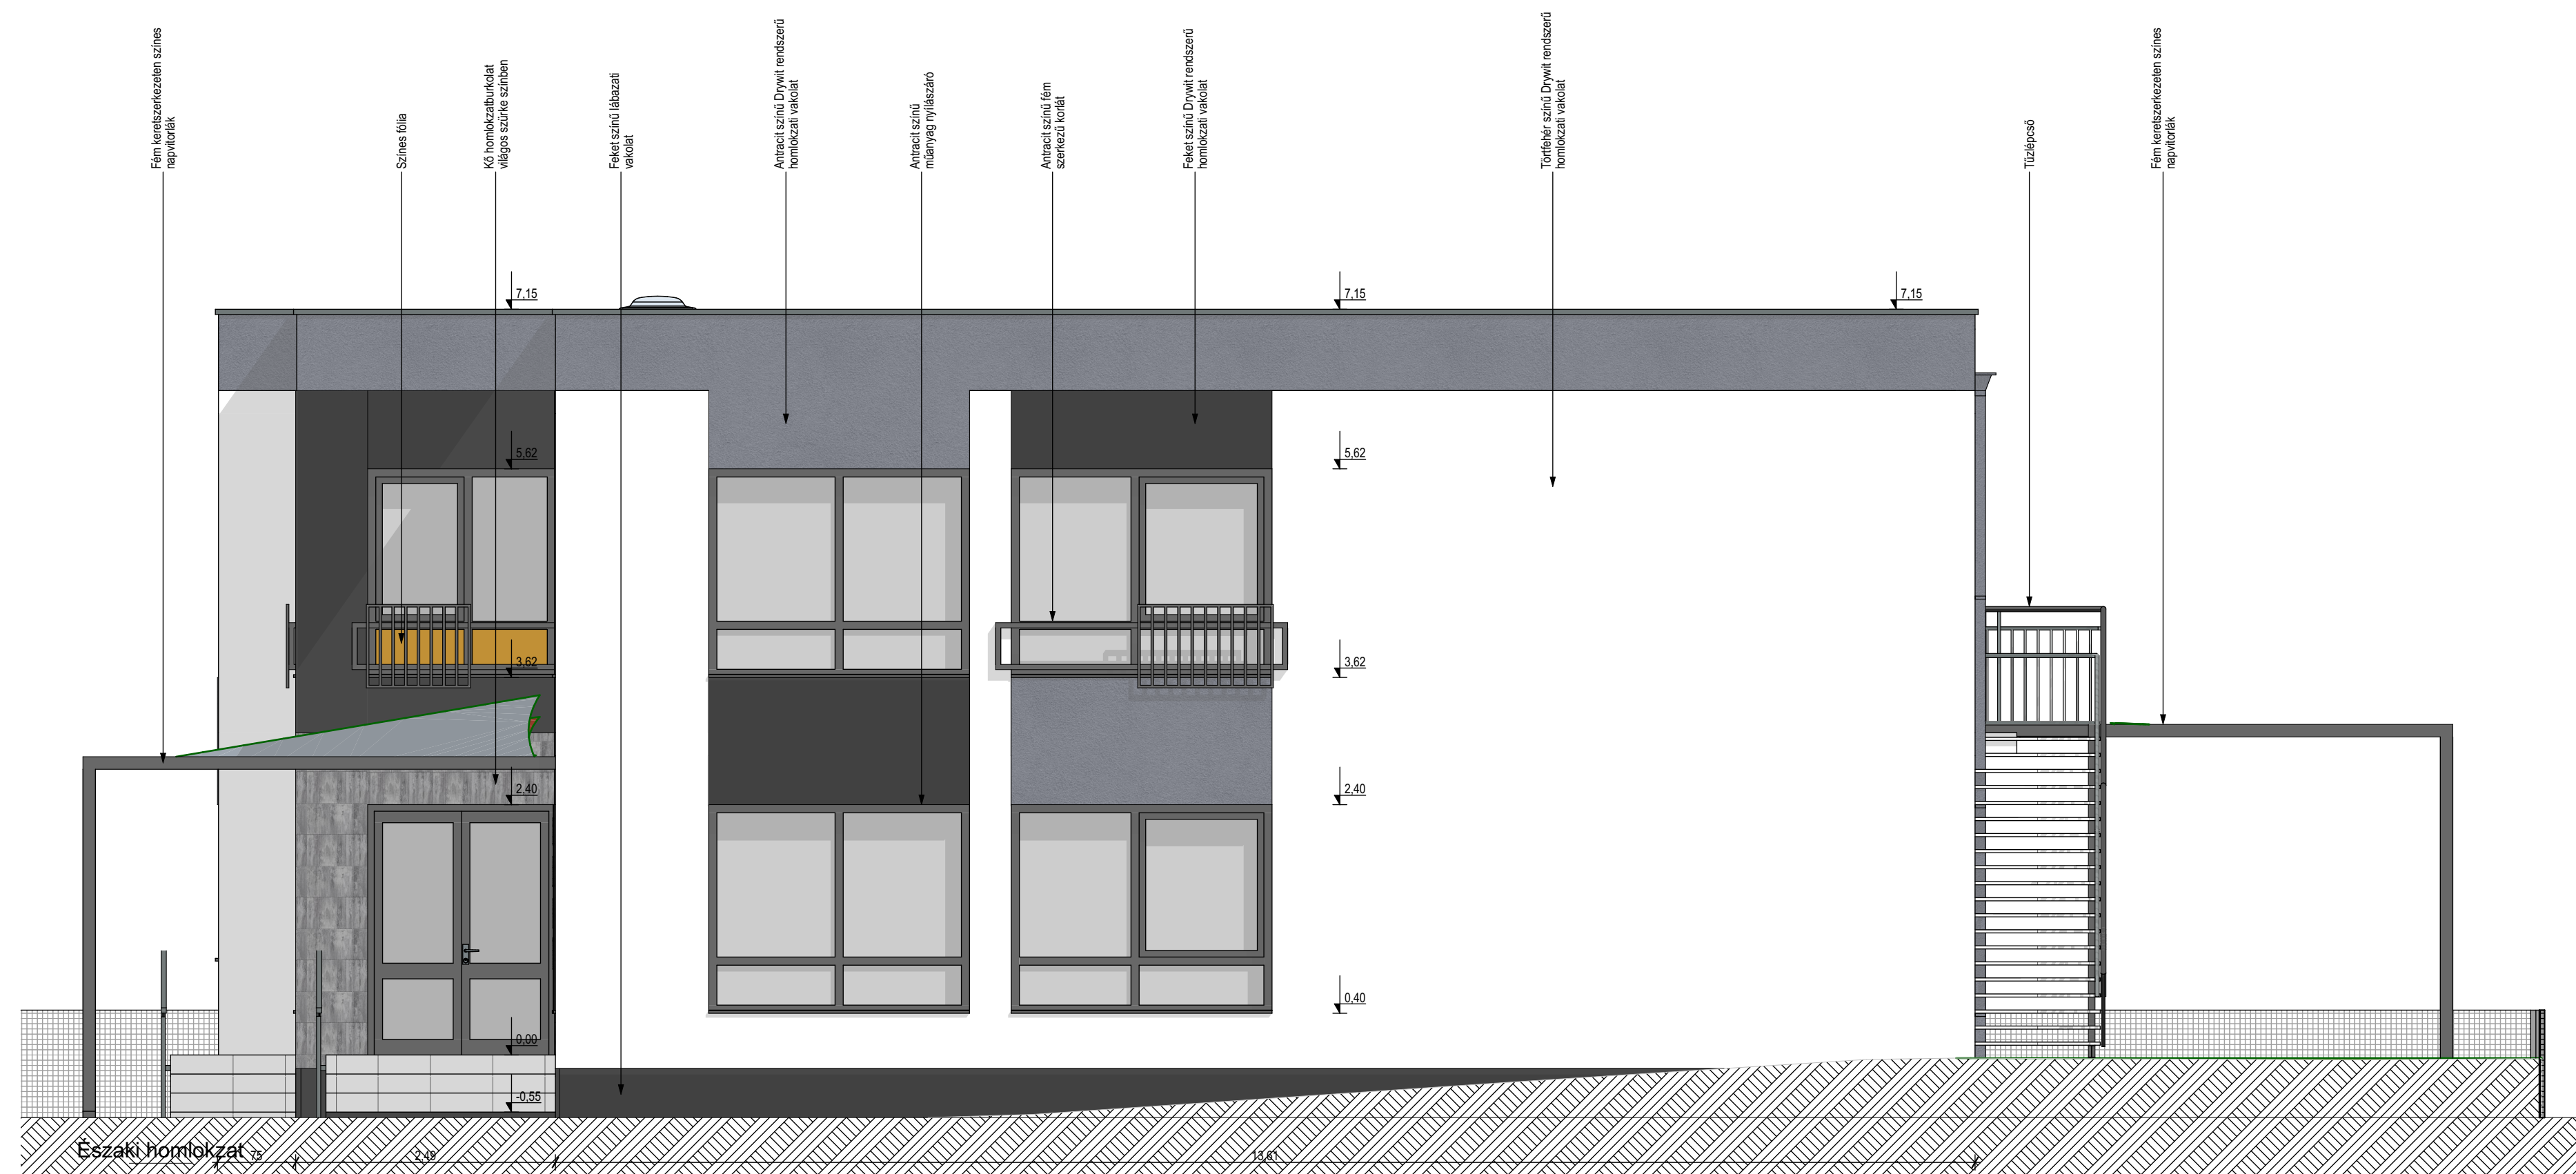 Fém keretszerkezeten színes
napvitorlák
Színes fólia
Kő homlokzatburkolat
világos szürke színben
Feket színű lábazati
vakolat
Antracit színű Drywit rendszerű
homlokzati vakolat
Antracit színű
műanyag nyílászáró
Antracit színű fém
szerkezű korlát
Feket színű Drywit rendszerű
homlokzati vakolat
Törtfehér színű Drywit rendszerű
homlokzati vakolat
Tűzlépcső
Fém keretszerkezeten színes
napvitorlák
7,15
7,15
7,15
5,62
5,62
3,62
3,62
2,40
2,40
0,40
0,00
-0,55
Északi homlokzat
75
2,49
13,61